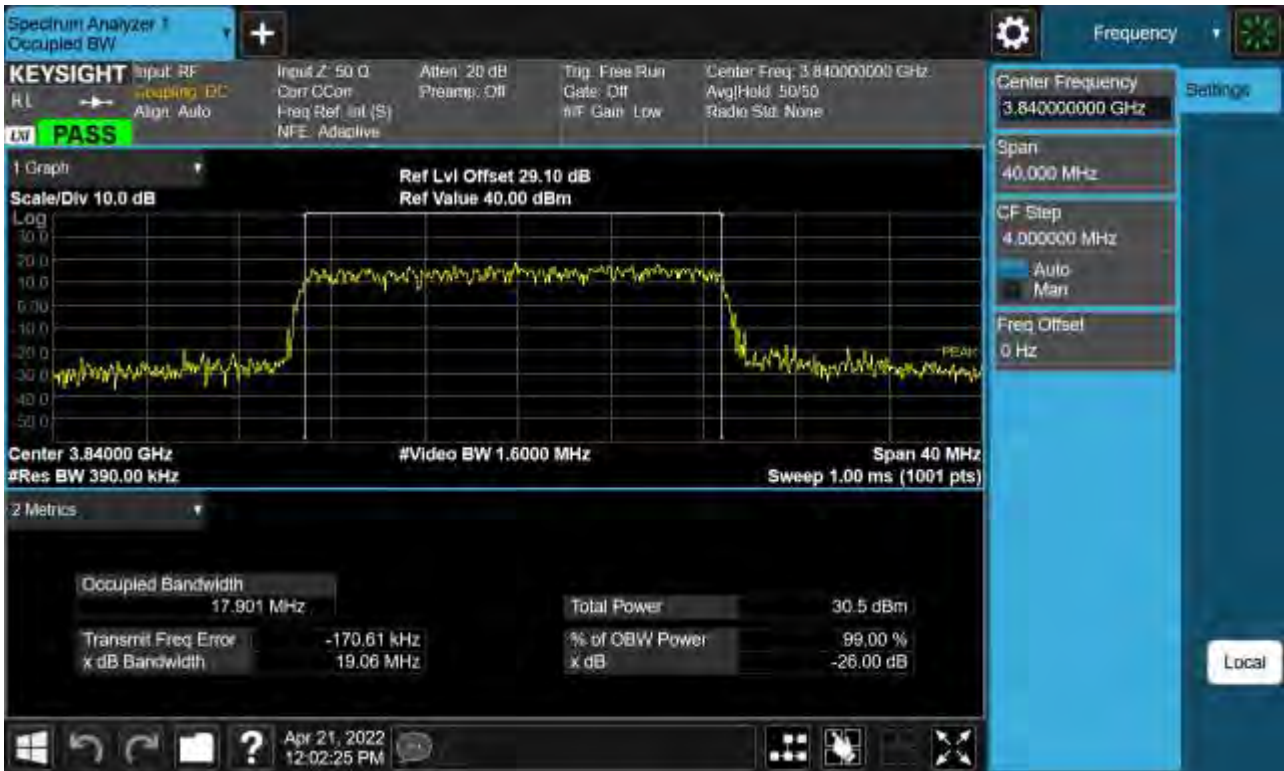 Spectrum Analyzer 1
Occupied BW
Frequency
KEYSIGHT
RL
PASS
Input: RF
Coupling: DC
Align: Auto
Input Z: 50 Ω
Corr CCorr
Freq Ref: Int (S)
NFE: Adaptive
Atten: 20 dB
Preamp: Off
Trig: Free Run
Gate: Off
#IF Gain: Low
Center Freq: 3.840000000 GHz
Avg|Hold: 50/50
Radio Std: None
Center Frequency
3.840000000 GHz
Settings
Span
40.000 MHz
CF Step
4.000000 MHz
Auto
Man
Freq Offset
0 Hz
1 Graph
Scale/Div 10.0 dB
Ref Lvl Offset 29.10 dB
Ref Value 40.00 dBm
Log
30.0
20.0
10.0
0.00
-10.0
-20.0
-30.0
-40.0
-50.0
PEAK
Center 3.84000 GHz
#Video BW 1.6000 MHz
Span 40 MHz
#Res BW 390.00 kHz
Sweep 1.00 ms (1001 pts)
2 Metrics
Occupied Bandwidth
17.901 MHz
Total Power 30.5 dBm
Transmit Freq Error -170.61 kHz
% of OBW Power 99.00 %
x dB Bandwidth 19.06 MHz
x dB -26.00 dB
Local
?
Apr 21, 2022
12:02:25 PM